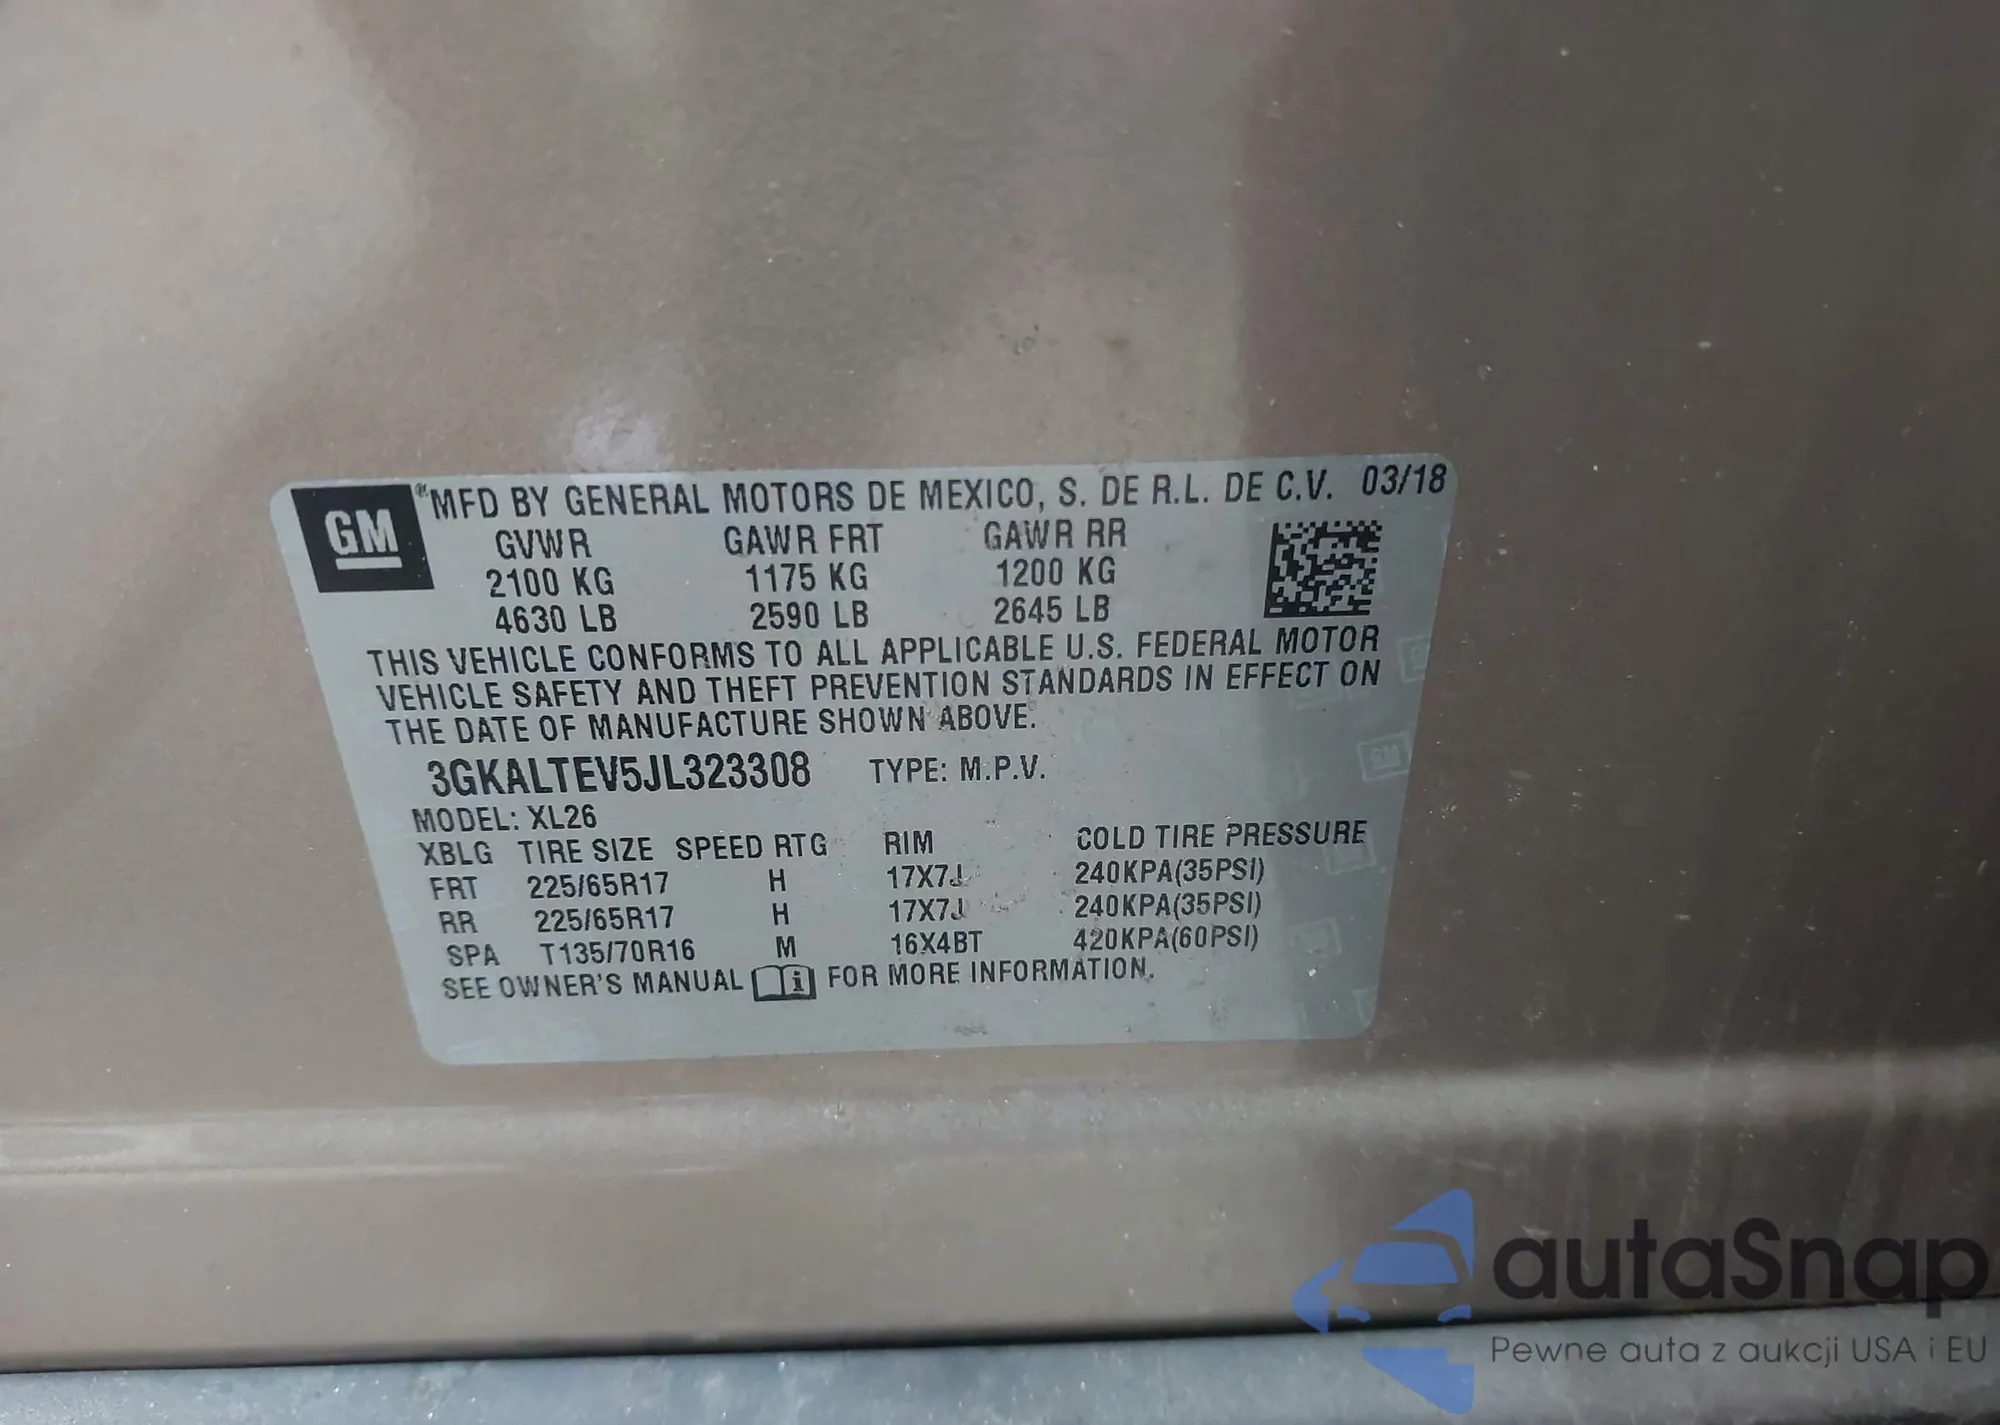 GM ® MFD BY GENERAL MOTORS DE MEXICO, S. DE R.L. DE C.V. 03/18
GVWR GAWR FRT GAWR RR
2100 KG 1175 KG 1200 KG
4630 LB 2590 LB 2645 LB
THIS VEHICLE CONFORMS TO ALL APPLICABLE U.S. FEDERAL MOTOR
VEHICLE SAFETY AND THEFT PREVENTION STANDARDS IN EFFECT ON
THE DATE OF MANUFACTURE SHOWN ABOVE.
3GKALTEV5JL323308 TYPE: M.P.V.
MODEL: XL26
XBLG TIRE SIZE SPEED RTG RIM COLD TIRE PRESSURE
FRT 225/65R17 H 17X7J 240KPA(35PSI)
RR 225/65R17 H 17X7J 240KPA(35PSI)
SPA T135/70R16 M 16X4BT 420KPA(60PSI)
SEE OWNER'S MANUAL i FOR MORE INFORMATION.
autaSnap
Pewne auta z aukcji USA i EU